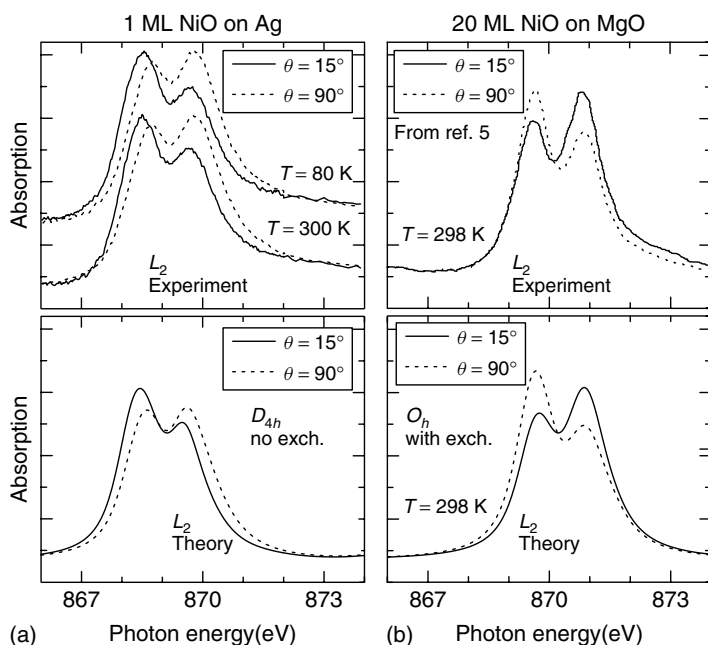 1 ML NiO on Ag
20 ML NiO on MgO
Absorption
θ = 15°
θ = 90°
T = 80 K
T = 300 K
L2
Experiment
θ = 15°
θ = 90°
From ref. 5
Absorption
T = 298 K
L2
Experiment
Absorption
θ = 15°
θ = 90°
D4h
no exch.
L2
Theory
Absorption
θ = 15°
θ = 90°
Oh
with exch.
T = 298 K
L2
Theory
867 870 873
867 870 873
(a) Photon energy(eV)
(b) Photon energy(eV)